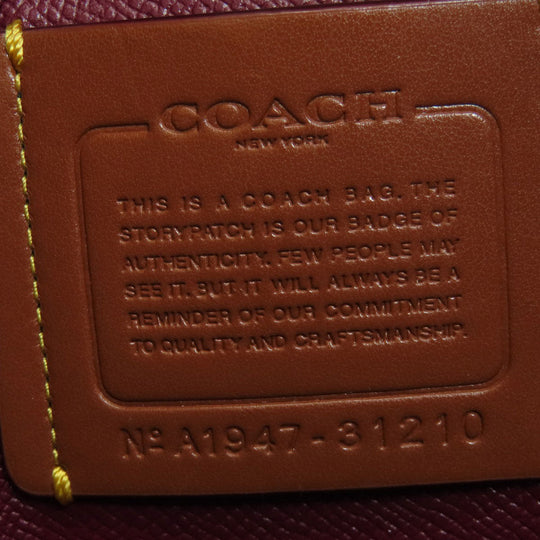 COACH
NEW YORK
THIS IS A COACH BAG. THE
STORYPATCH IS OUR BADGE OF
AUTHENTICITY. FEW PEOPLE MAY
SEE IT. BUT IT WILL ALWAYS BE A
REMINDER OF OUR COMMITMENT
TO QUALITY AND CRAFTSMANSHIP.
Nº A1947-31210